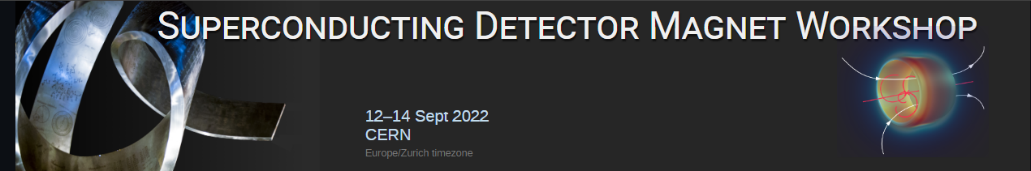 Superconducting Detector Magnet Workshop
12–14 Sept 2022
CERN
Europe/Zurich timezone